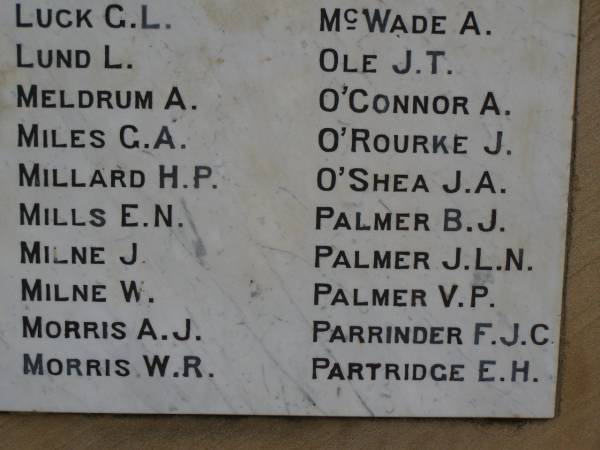 LUCK G.L.
LUND L.
MELDRUM A.
MILES G.A.
MILLARD H.P.
MILLS E.N.
MILNE J
MILNE W.
MORRIS A.J.
MORRIS W.R.
McWADE A.
OLE J.T.
O'CONNOR A.
O'ROURKE J.
O'SHEA J.A.
PALMER B.J.
PALMER J.L.N.
PALMER V.P.
PARRINDER F.J.C
PARTRIDGE E.H.